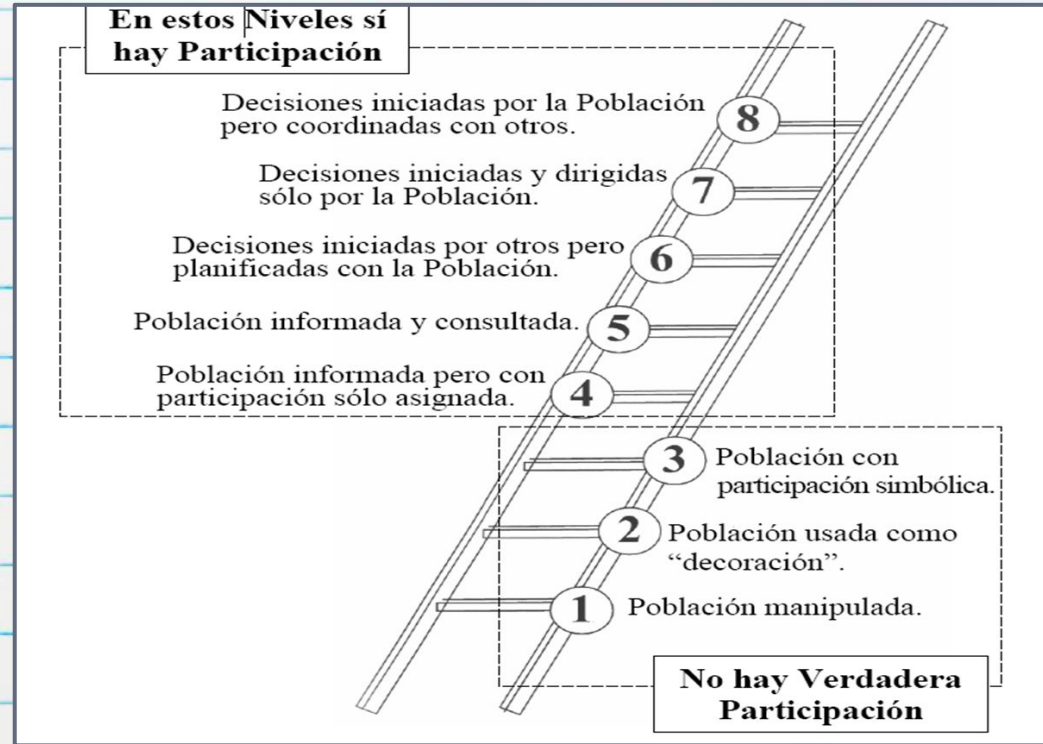 En estos Niveles sí
hay Participación
Decisiones iniciadas por la Población
pero coordinadas con otros.
8
Decisiones iniciadas y dirigidas
sólo por la Población.
7
Decisiones iniciadas por otros pero
planificadas con la Población.
6
Población informada y consultada.
5
Población informada pero con
participación sólo asignada.
4
3
Población con
participación simbólica.
2
Población usada como
“decoración”.
1
Población manipulada.
No hay Verdadera
Participación